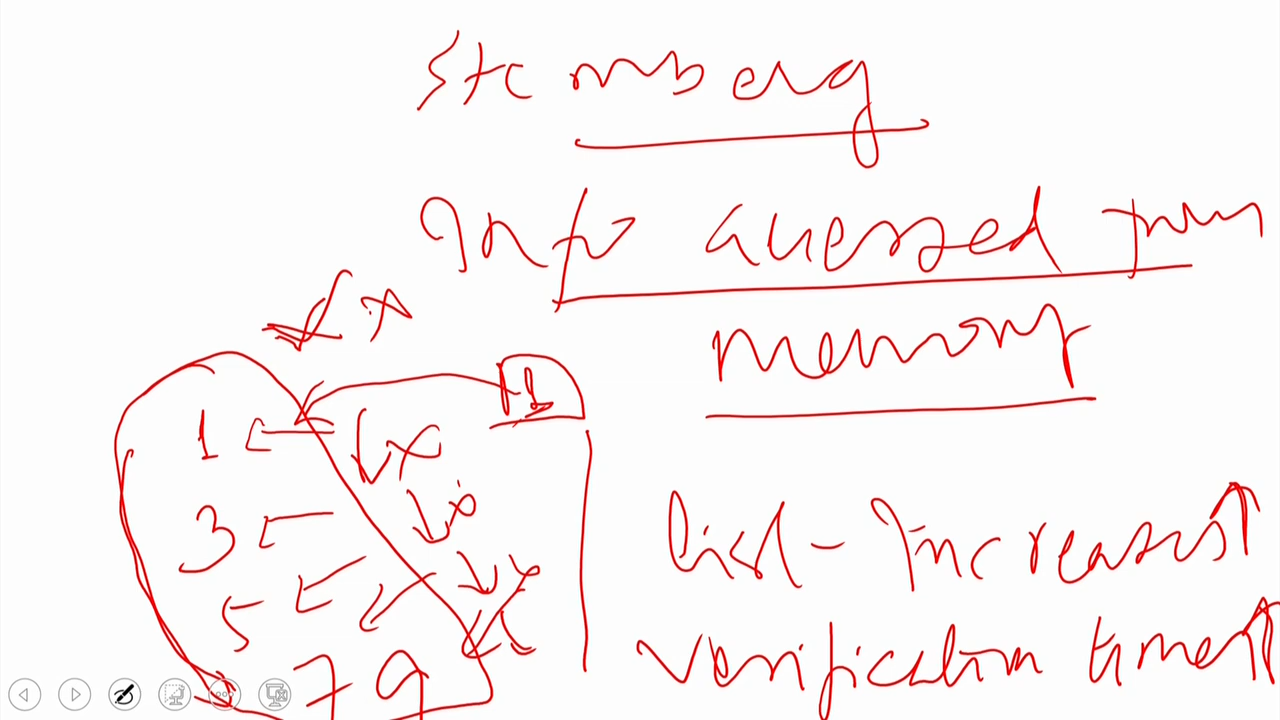 Sternberg
Info accessed from
memory
1
3
5
7 9
list - Increases ↑
verification time ↑